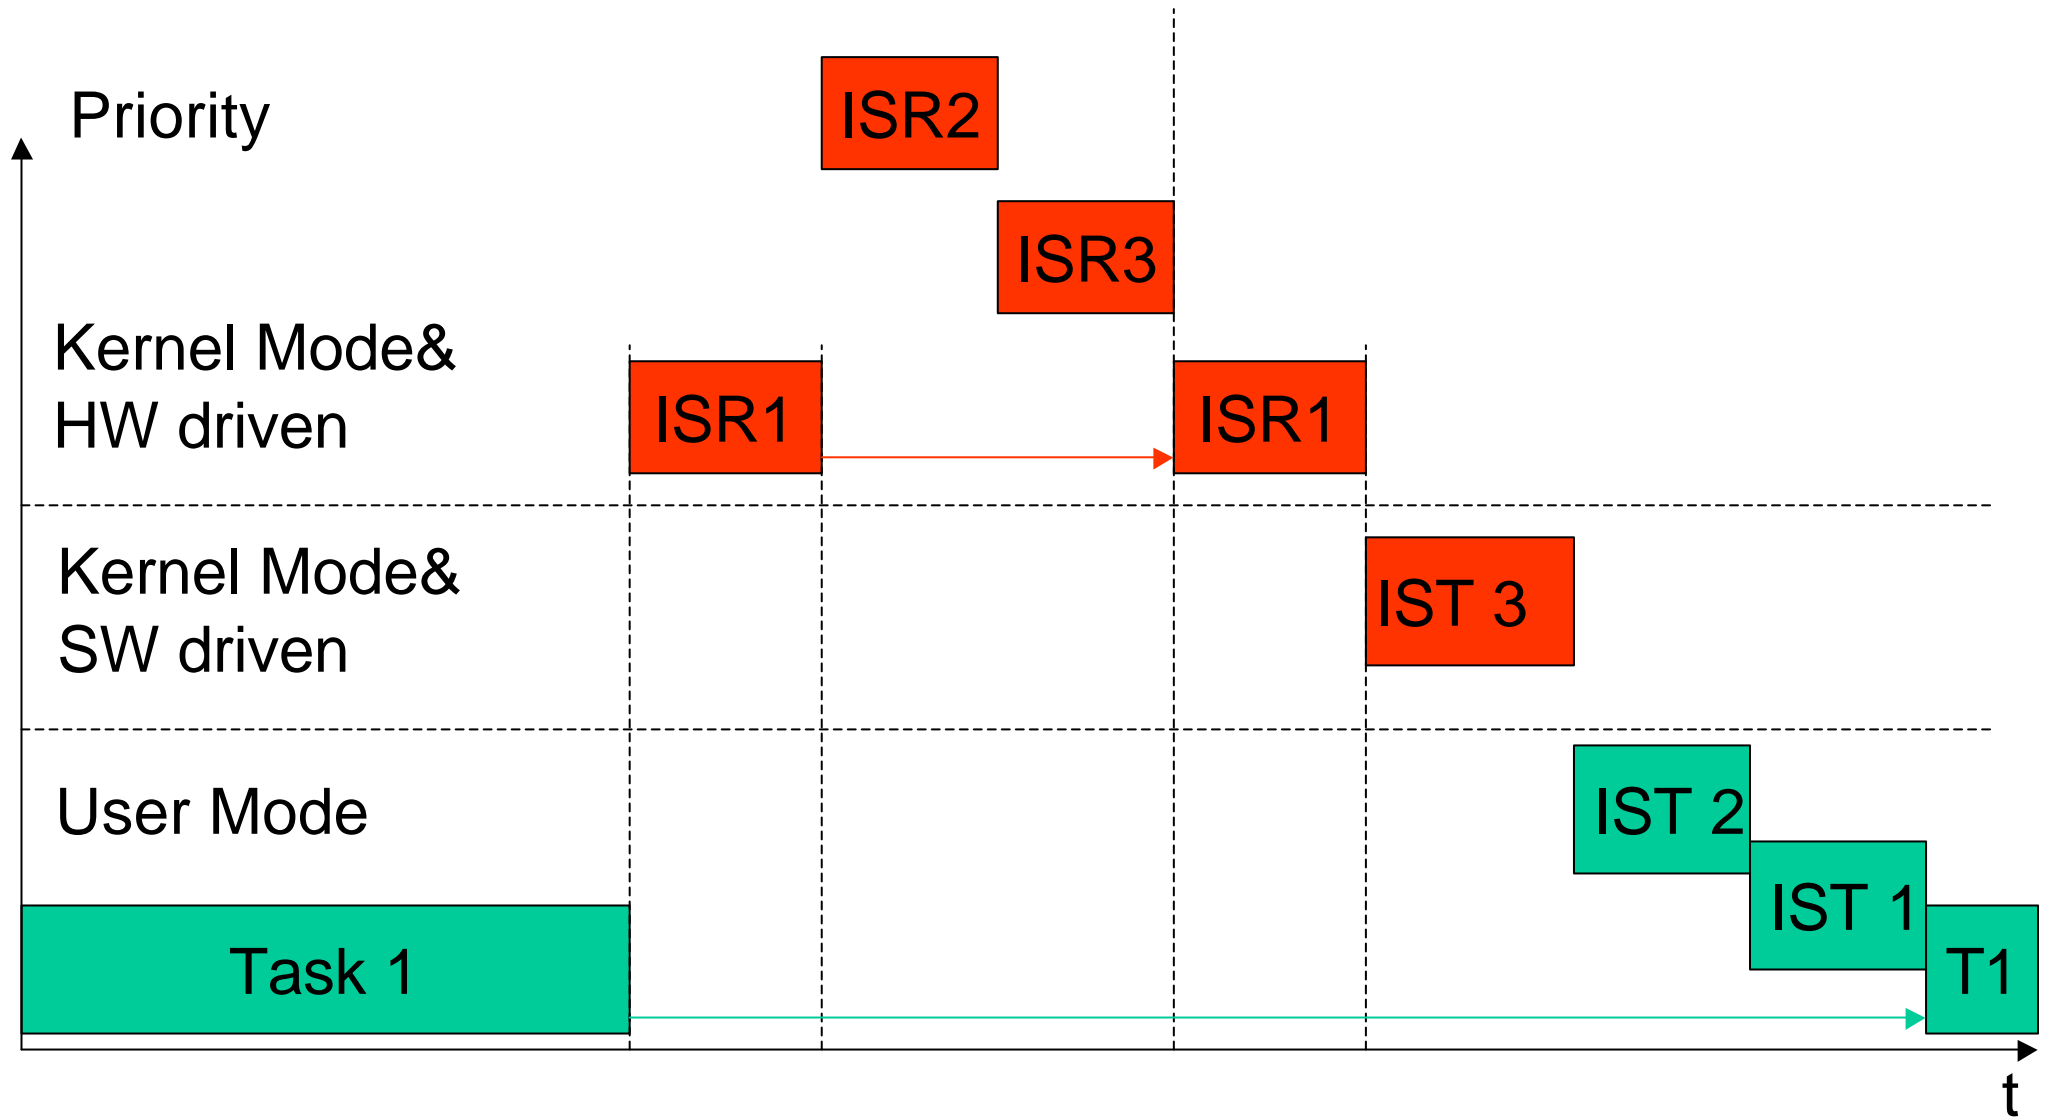 Priority
ISR2
ISR3
Kernel Mode&
HW driven
ISR1
ISR1
Kernel Mode&
SW driven
IST 3
User Mode
IST 2
IST 1
Task 1
T1
t